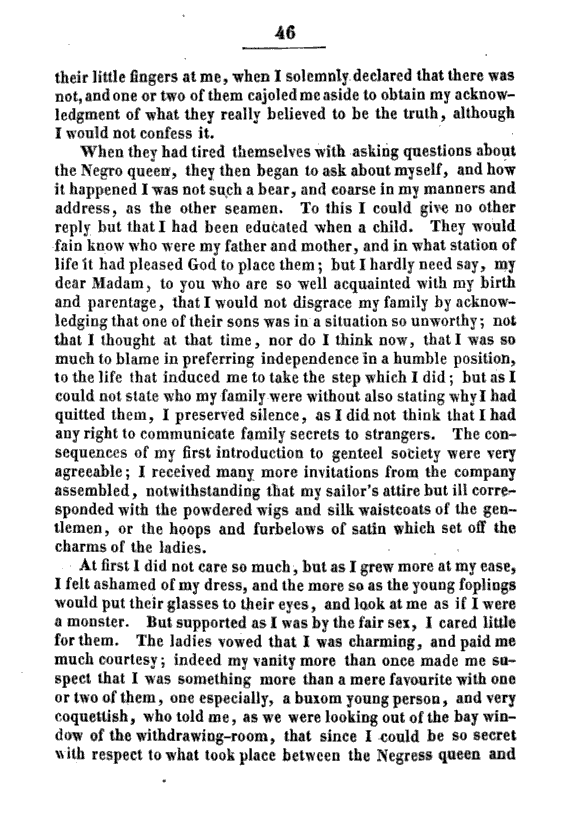 46
their little fingers at me, when I solemnly declared that there was
not, and one or two of them cajoled me aside to obtain my acknow-
ledgment of what they really believed to be the truth, although
I would not confess it.
When they had tired themselves with asking questions about
the Negro queen, they then began to ask about myself, and how
it happened I was not such a bear, and coarse in my manners and
address, as the other seamen. To this I could give no other
reply but that I had been educated when a child. They would
fain know who were my father and mother, and in what station of
life it had pleased God to place them; but I hardly need say, my
dear Madam, to you who are so well acquainted with my birth
and parentage, that I would not disgrace my family by acknow-
ledging that one of their sons was in a situation so unworthy; not
that I thought at that time, nor do I think now, that I was so
much to blame in preferring independence in a humble position,
to the life that induced me to take the step which I did; but as I
could not state who my family were without also stating why I had
quitted them, I preserved silence, as I did not think that I had
any right to communicate family secrets to strangers. The con-
sequences of my first introduction to genteel society were very
agreeable; I received many more invitations from the company
assembled, notwithstanding that my sailor's attire but ill corre-
sponded with the powdered wigs and silk waistcoats of the gen-
tlemen, or the hoops and furbelows of satin which set off the
charms of the ladies.
At first I did not care so much, but as I grew more at my ease,
I felt ashamed of my dress, and the more so as the young foplings
would put their glasses to their eyes, and look at me as if I were
a monster. But supported as I was by the fair sex, I cared little
for them. The ladies vowed that I was charming, and paid me
much courtesy; indeed my vanity more than once made me su-
spect that I was something more than a mere favourite with one
or two of them, one especially, a buxom young person, and very
coquettish, who told me, as we were looking out of the bay win-
dow of the withdrawing-room, that since I could be so secret
with respect to what took place between the Negress queen and